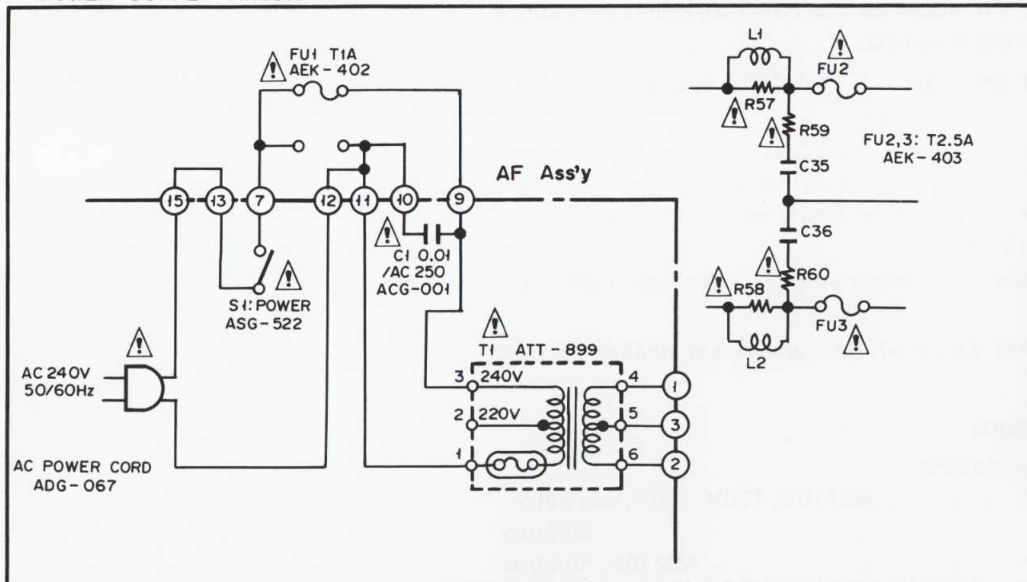 L1
FU1 T1A
AEK-402
FU2
R57
R59
FU2,3: T2.5A
AEK-403
C35
AF Ass'y
15
13
7
12
11
10
9
C1 0.01
/AC 250
ACG-001
C36
S1:POWER
ASG-522
R58
R60
FU3
L2
T1 ATT-899
AC 240V
50/60Hz
3 240V 4 1
2 220V 5 3
1 6 2
AC POWER CORD
ADG-067